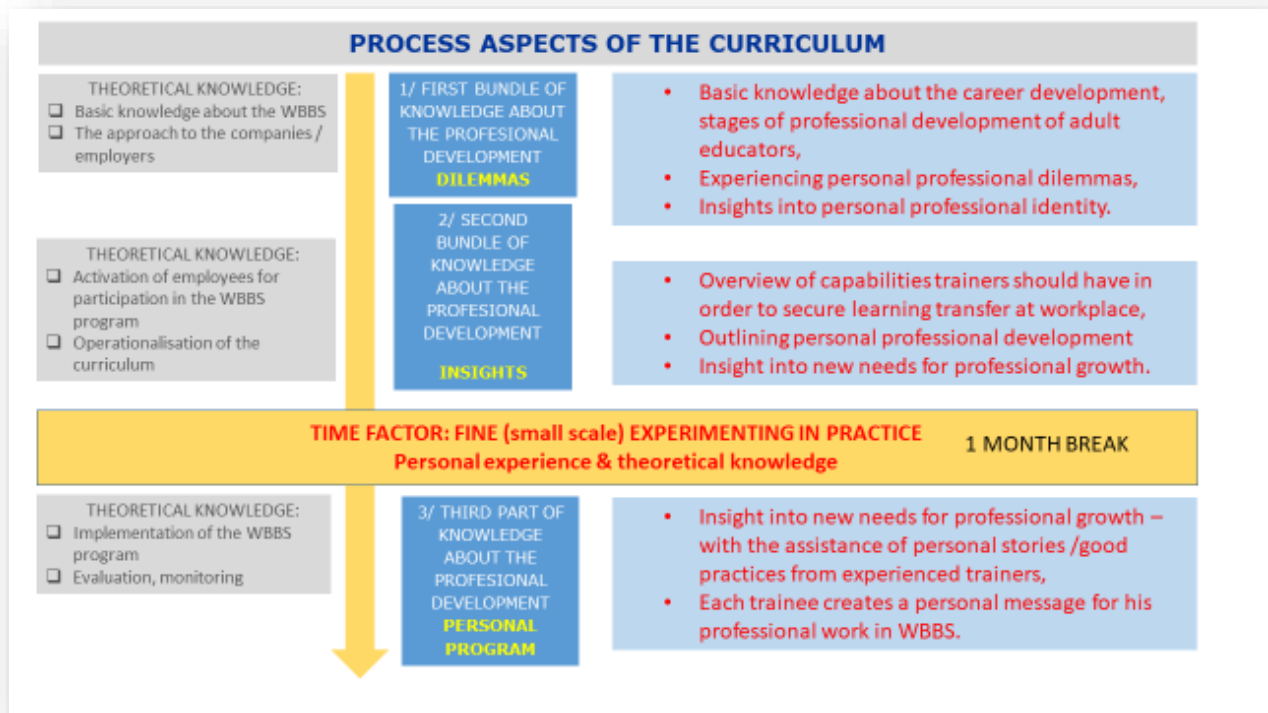 PROCESS ASPECTS OF THE CURRICULUM
THEORETICAL KNOWLEDGE:
❑ Basic knowledge about the WBBS
❑ The approach to the companies /
employers
1/ FIRST BUNDLE OF
KNOWLEDGE ABOUT
THE PROFESIONAL
DEVELOPMENT
DILEMMAS
• Basic knowledge about the career development,
stages of professional development of adult
educators,
• Experiencing personal professional dilemmas,
• Insights into personal professional identity.
THEORETICAL KNOWLEDGE:
❑ Activation of employees for
participation in the WBBS
program
❑ Operationalisation of the
curriculum
2/ SECOND
BUNDLE OF
KNOWLEDGE
ABOUT THE
PROFESIONAL
DEVELOPMENT
INSIGHTS
• Overview of capabilities trainers should have in
order to secure learning transfer at workplace,
• Outlining personal professional development
• Insight into new needs for professional growth.
TIME FACTOR: FINE (small scale) EXPERIMENTING IN PRACTICE
Personal experience & theoretical knowledge
1 MONTH BREAK
THEORETICAL KNOWLEDGE:
❑ Implementation of the WBBS
program
❑ Evaluation, monitoring
3/ THIRD PART OF
KNOWLEDGE
ABOUT THE
PROFESIONAL
DEVELOPMENT
PERSONAL
PROGRAM
• Insight into new needs for professional growth –
with the assistance of personal stories /good
practices from experienced trainers,
• Each trainee creates a personal message for his
professional work in WBBS.